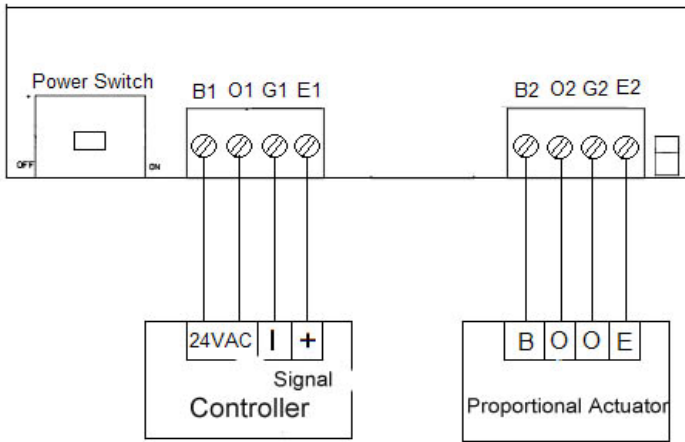 Power Switch
B1 O1 G1 E1
B2 O2 G2 E2
OFF
ON
24VAC I +
Signal
Controller
B O O E
Proportional Actuator